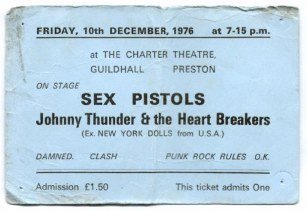 FRIDAY, 10th DECEMBER, 1976 at 7-15 p.m.
at THE CHARTER THEATRE,
GUILDHALL PRESTON
ON STAGE
SEX PISTOLS
Johnny Thunder & the Heart Breakers
(Ex. NEW YORK DOLLS from U.S.A.)
DAMNED. CLASH PUNK ROCK RULES O.K.
Admission £1.50 This ticket admits One